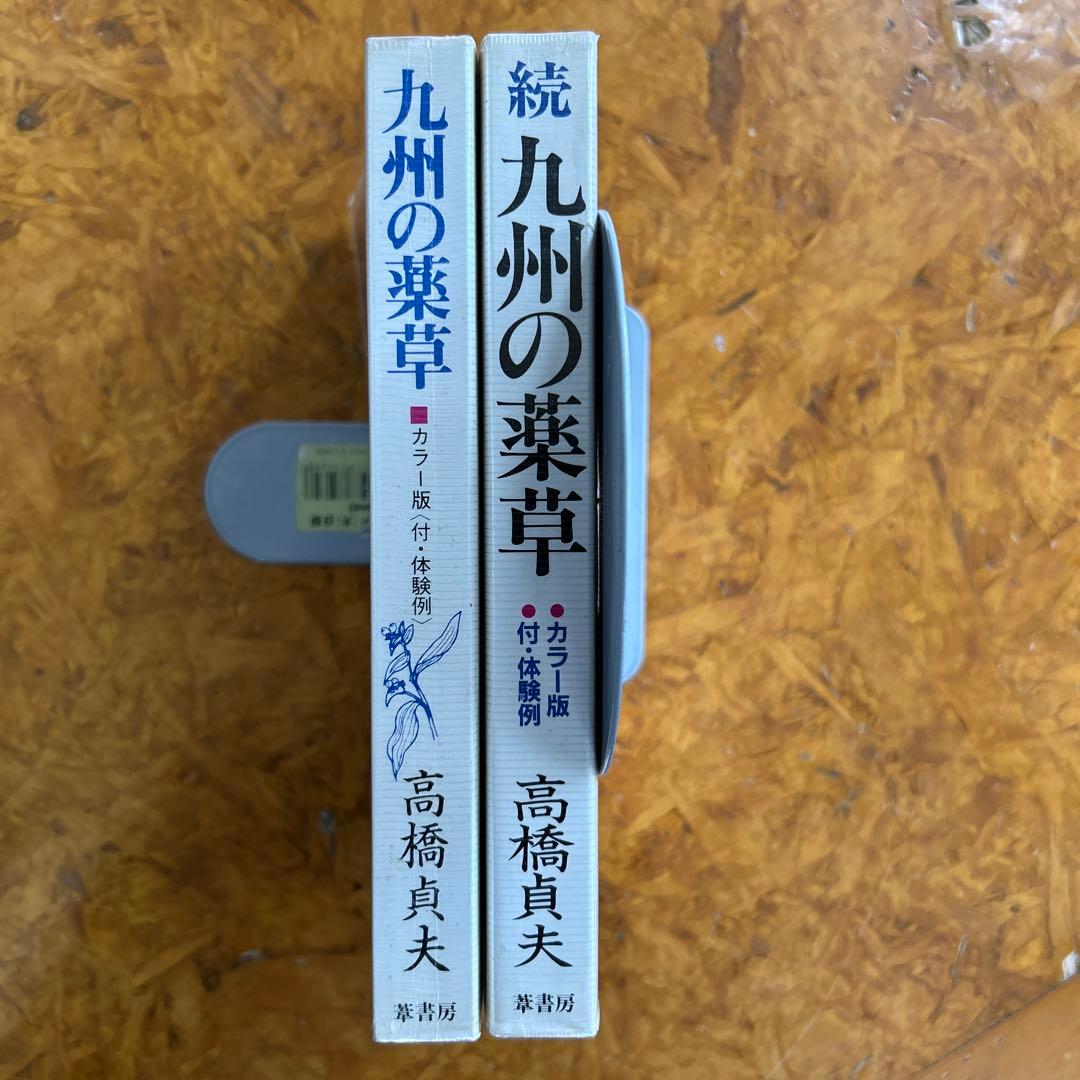 九州の薬草
■カラー版〈付・体験例〉
高橋貞夫
葦書房
続
九州の薬草
●カラー版
●付・体験例
高橋貞夫
葦書房